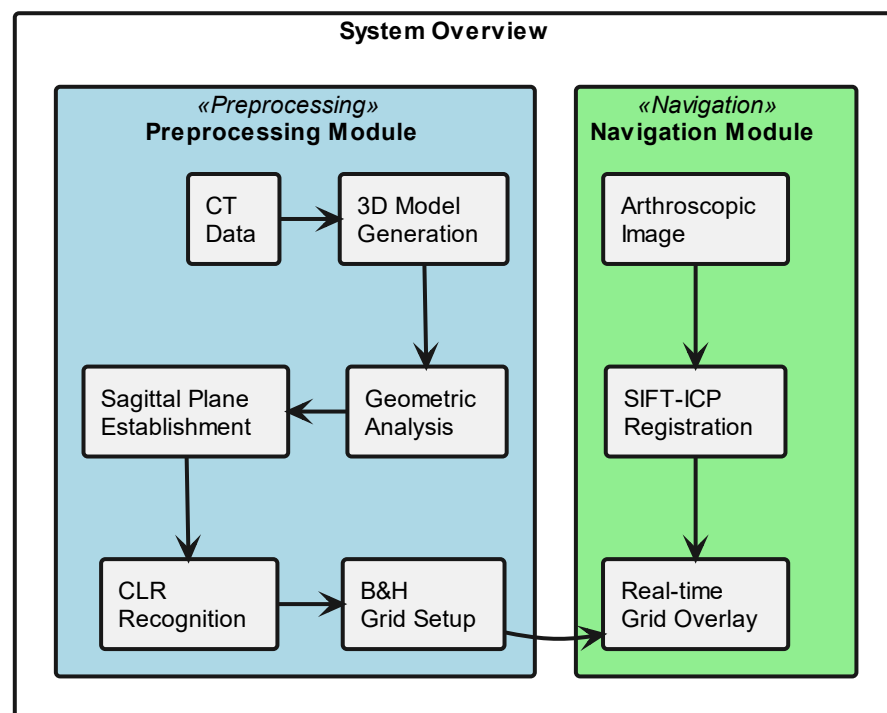 System Overview
«Preprocessing»
Preprocessing Module
CT
Data
3D Model
Generation
Geometric
Analysis
Sagittal Plane
Establishment
CLR
Recognition
B&H
Grid Setup
«Navigation»
Navigation Module
Arthroscopic
Image
SIFT-ICP
Registration
Real-time
Grid Overlay